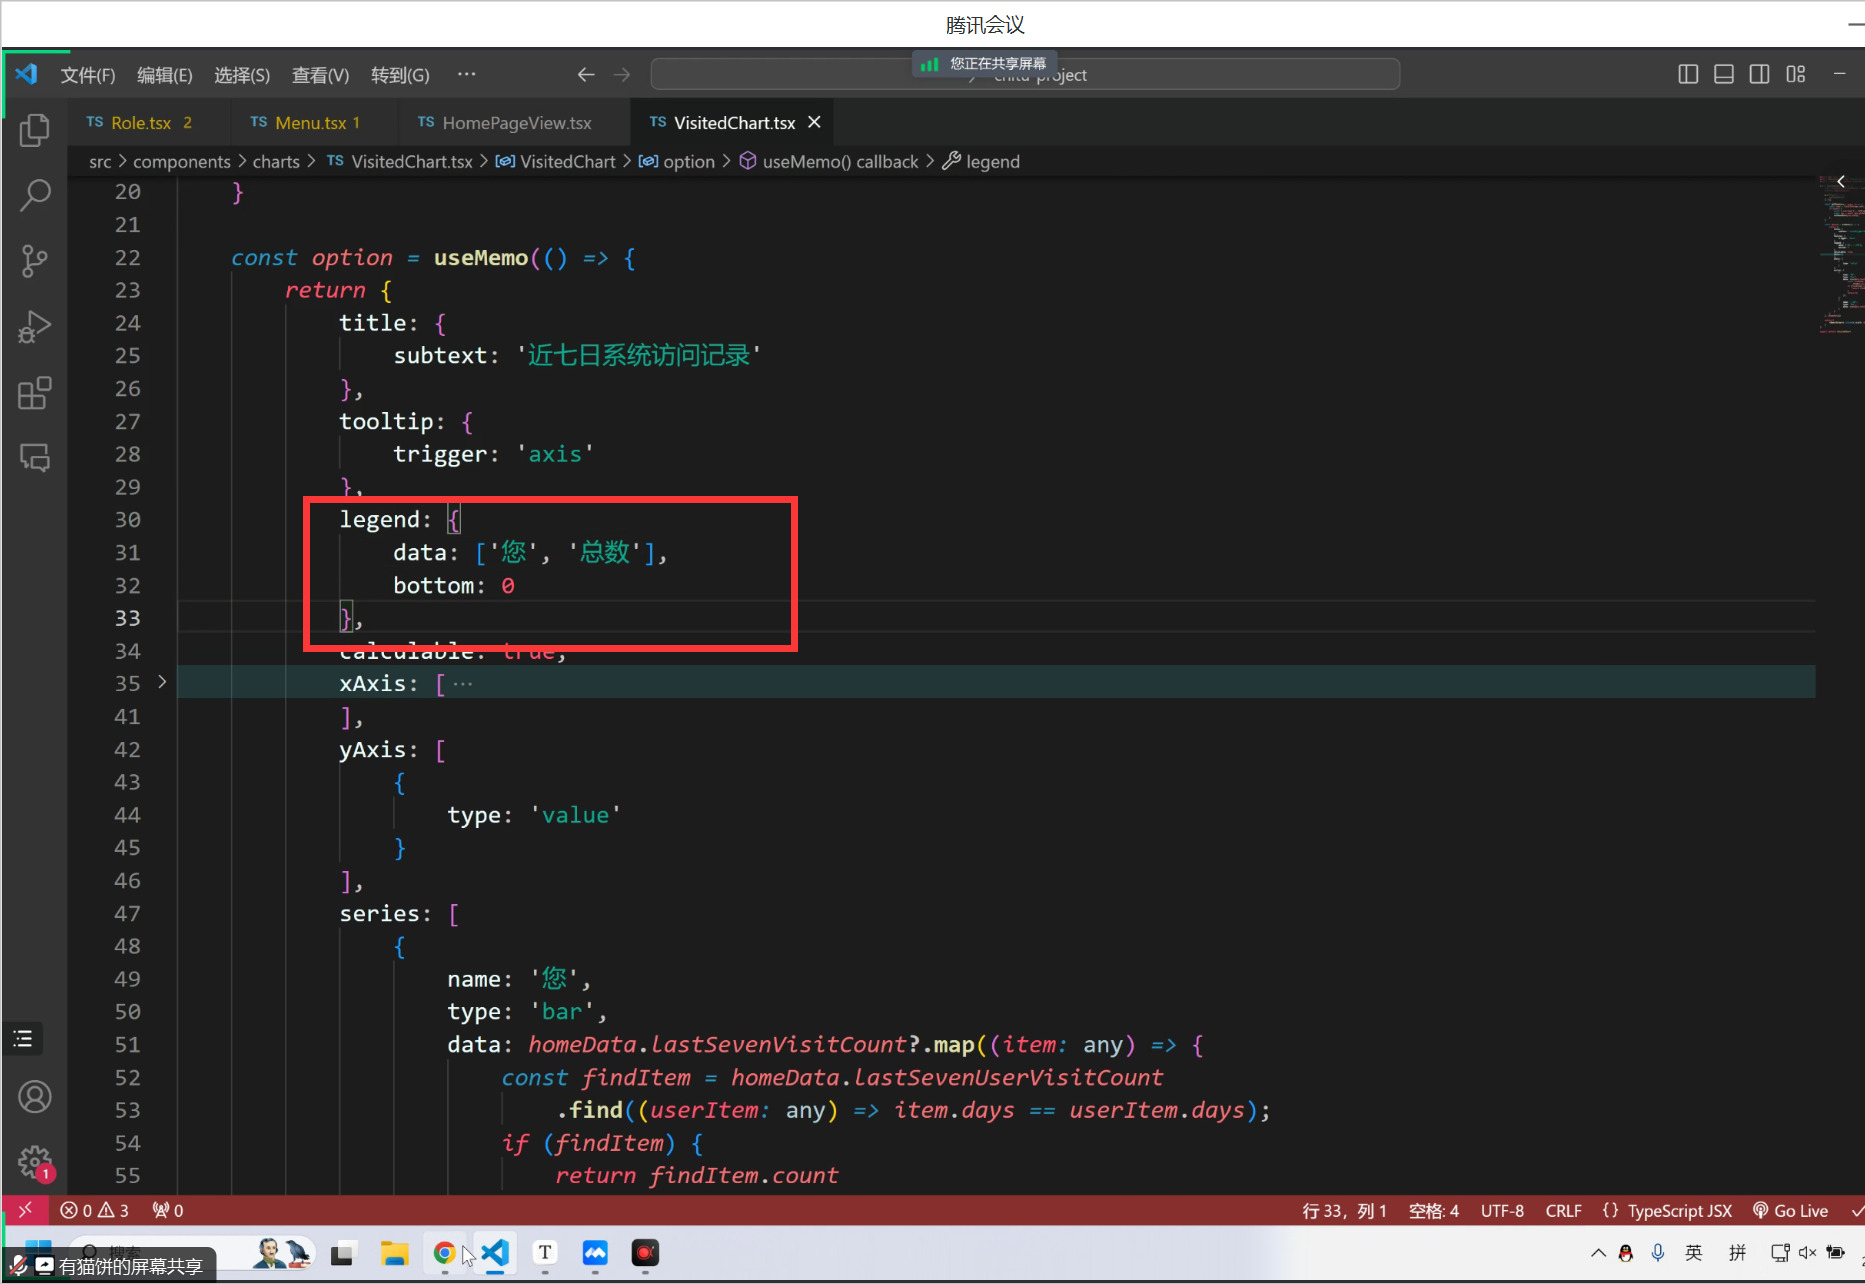 腾讯会议
文件(F) 编辑(E) 选择(S) 查看(V) 转到(G) ··· 您正在共享屏幕
TS Role.tsx 2 TS Menu.tsx 1 TS HomePageView.tsx TS VisitedChart.tsx
src > components > charts > TS VisitedChart.tsx > VisitedChart > option > useMemo() callback > legend
20 }
21
22 const option = useMemo(() => {
23 return {
24 title: {
25 subtext: '近七日系统访问记录'
26 },
27 tooltip: {
28 trigger: 'axis'
29 },
30 legend: {
31 data: ['您', '总数'],
32 bottom: 0
33 },
34 calculable: true,
35 xAxis: [ ···
41 ],
42 yAxis: [
43 {
44 type: 'value'
45 }
46 ],
47 series: [
48 {
49 name: '您',
50 type: 'bar',
51 data: homeData.lastSevenVisitCount?.map((item: any) => {
52 const findItem = homeData.lastSevenUserVisitCount
53 .find((userItem: any) => item.days == userItem.days);
54 if (findItem) {
55 return findItem.count
1
0 3 0 行 33, 列 1 空格: 4 UTF-8 CRLF {} TypeScript JSX Go Live
搜索 T 英 拼
有猫饼的屏幕共享